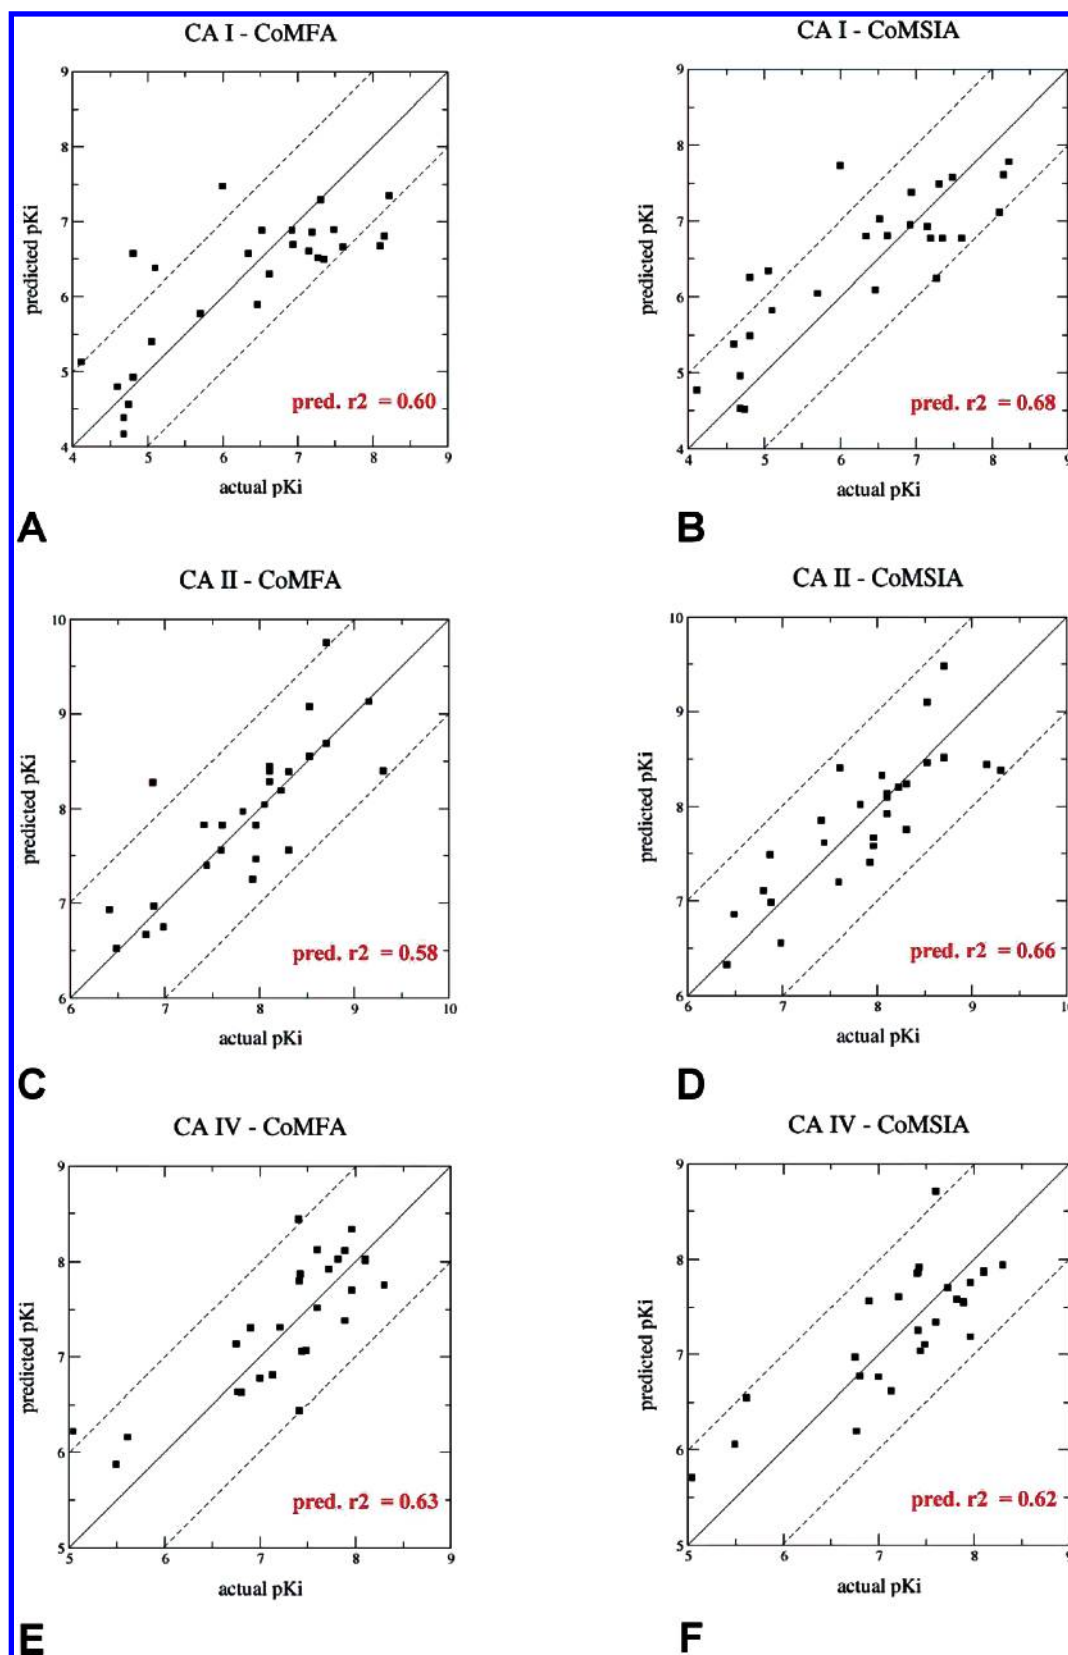 CA I - CoMFA
CA I - CoMSIA
9
8
7
6
5
4
predicted pKi
pred. r2 = 0.60
4 5 6 7 8 9
actual pKi
A
9
8
7
6
5
4
predicted pKi
pred. r2 = 0.68
4 5 6 7 8 9
actual pKi
B
CA II - CoMFA
CA II - CoMSIA
10
9
8
7
6
predicted pKi
pred. r2 = 0.58
6 7 8 9 10
actual pKi
C
10
9
8
7
6
predicted pKi
pred. r2 = 0.66
6 7 8 9 10
actual pKi
D
CA IV - CoMFA
CA IV - CoMSIA
9
8
7
6
5
predicted pKi
pred. r2 = 0.63
5 6 7 8 9
actual pKi
E
9
8
7
6
5
predicted pKi
pred. r2 = 0.62
5 6 7 8 9
actual pKi
F